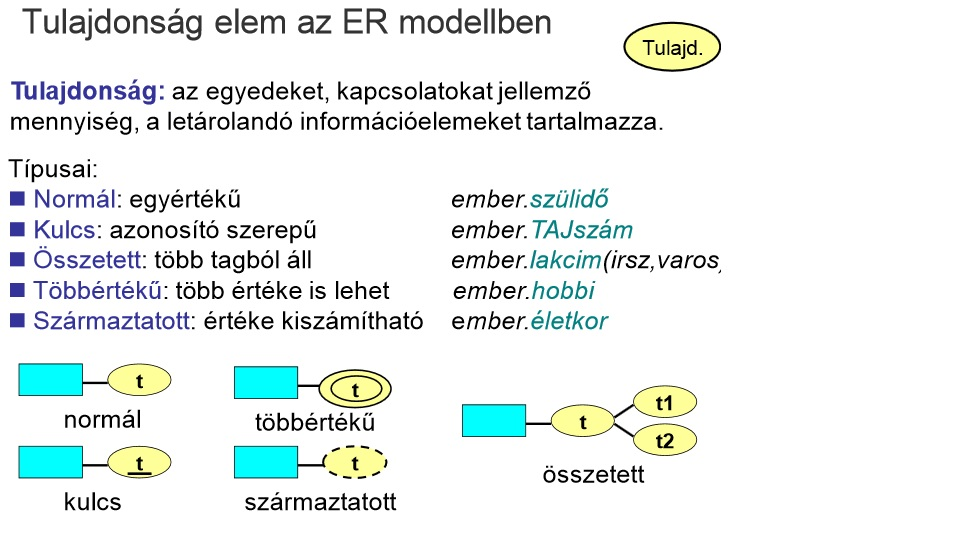 Tulajdonság elem az ER modellben
Tulajd.
Tulajdonság: az egyedeket, kapcsolatokat jellemző
mennyiség, a letárolandó információelemeket tartalmazza.
Típusai:
Normál: egyértékű ember.szülidő
Kulcs: azonosító szerepű ember.TAJszám
Összetett: több tagból áll ember.lakcim(irsz,varos,
Többértékű: több értéke is lehet ember.hobbi
Származtatott: értéke kiszámítható ember.életkor
t
normál
t
többértékű
t
t1
t2
összetett
t
kulcs
t
származtatott